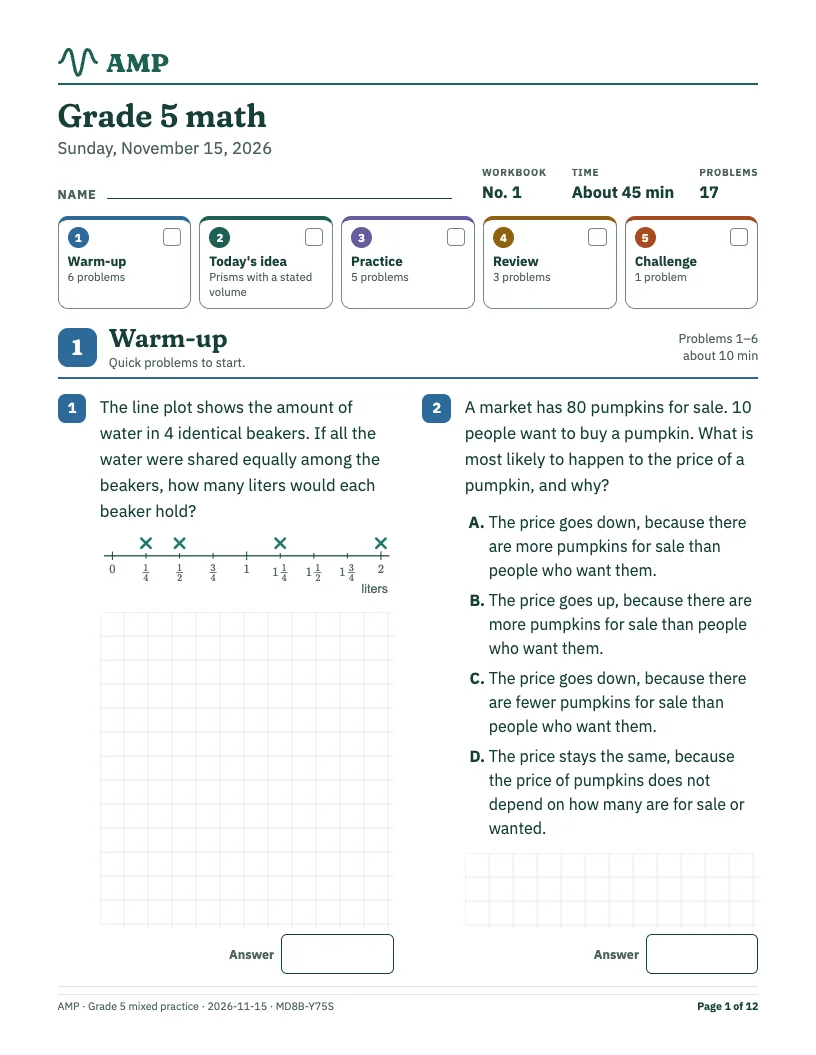 AMP
Grade 5 math
Sunday, November 15, 2026
NAME
WORKBOOK
No. 1
TIME
About 45 min
PROBLEMS
17
1
Warm-up
6 problems
2
Today's idea
Prisms with a stated
volume
3
Practice
5 problems
4
Review
3 problems
5
Challenge
1 problem
1
Warm-up
Quick problems to start.
Problems 1–6
about 10 min
1
The line plot shows the amount of
water in 4 identical beakers. If all the
water were shared equally among the
beakers, how many liters would each
beaker hold?
0 1/4 1/2 3/4 1 1 1/4 1 1/2 1 3/4 2
liters
Answer
2
A market has 80 pumpkins for sale. 10
people want to buy a pumpkin. What is
most likely to happen to the price of a
pumpkin, and why?
A. The price goes down, because there
are more pumpkins for sale than
people who want them.
B. The price goes up, because there are
more pumpkins for sale than people
who want them.
C. The price goes down, because there
are fewer pumpkins for sale than
people who want them.
D. The price stays the same, because
the price of pumpkins does not
depend on how many are for sale or
wanted.
Answer
AMP · Grade 5 mixed practice · 2026-11-15 · MD8B-Y75S
Page 1 of 12